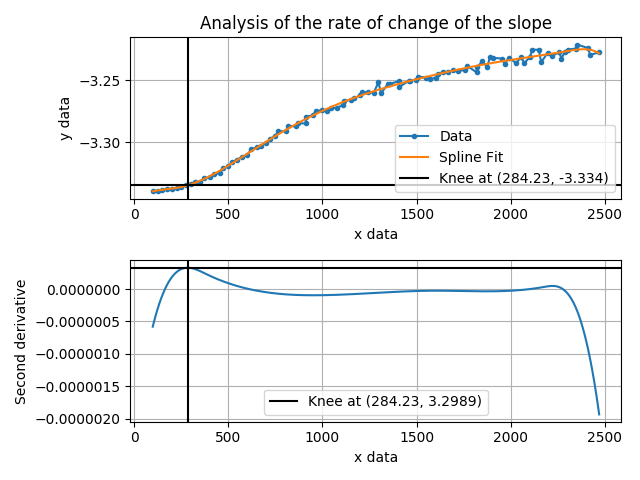 Analysis of the rate of change of the slope
y data
−3.25
−3.30
Data
Spline Fit
Knee at (284.23, -3.334)
0 500 1000 1500 2000 2500
x data
Second derivative
0.0000000
−0.0000005
−0.0000010
−0.0000015
−0.0000020
Knee at (284.23, 3.2989)
0 500 1000 1500 2000 2500
x data